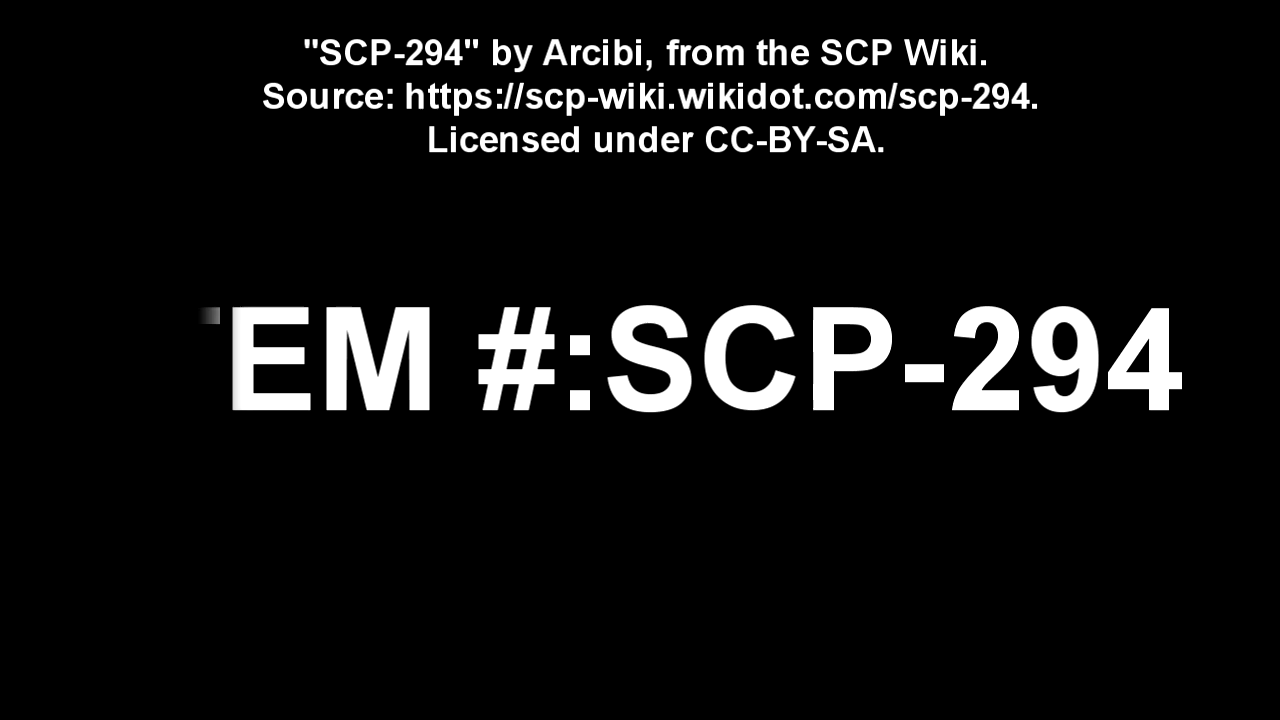 "SCP-294" by Arcibi, from the SCP Wiki.
Source: https://scp-wiki.wikidot.com/scp-294.
Licensed under CC-BY-SA.
EM #:SCP-294